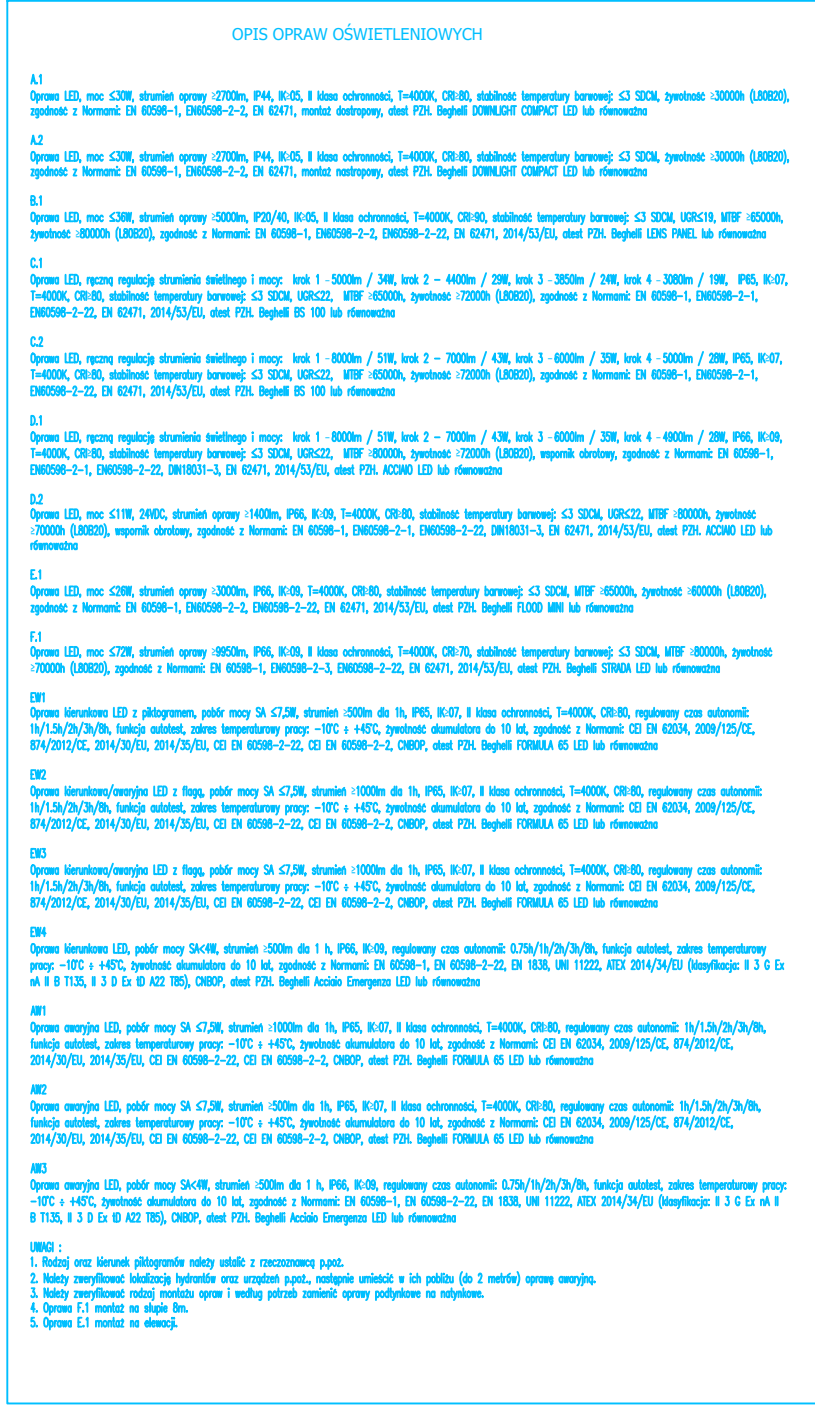 OPIS OPRAW OŚWIETLENIOWYCH
A.1
Oprawa LED, moc ≤30W, strumień oprawy ≥2700lm, IP44, IK≥05, II klasa ochronności, T=4000K, CRI≥80, stabilność temperatury barwowej: ≤3 SDCM, żywotność ≥30000h (L80B20),
zgodność z Normami: EN 60598-1, EN60598-2-2, EN 62471, montaż dostropowy, atest PZH. Beghelli DOWNLIGHT COMPACT LED lub równoważna
A.2
Oprawa LED, moc ≤30W, strumień oprawy ≥2700lm, IP44, IK≥05, II klasa ochronności, T=4000K, CRI≥80, stabilność temperatury barwowej: ≤3 SDCM, żywotność ≥30000h (L80B20),
zgodność z Normami: EN 60598-1, EN60598-2-2, EN 62471, montaż nastropowy, atest PZH. Beghelli DOWNLIGHT COMPACT LED lub równoważna
B.1
Oprawa LED, moc ≤36W, strumień oprawy ≥5000lm, IP20/40, IK≥05, II klasa ochronności, T=4000K, CRI≥90, stabilność temperatury barwowej: ≤3 SDCM, UGR≤19, MTBF ≥65000h,
żywotność ≥80000h (L80B20), zgodność z Normami: EN 60598-1, EN60598-2-2, EN60598-2-22, EN 62471, 2014/53/EU, atest PZH. Beghelli LENS PANEL lub równoważna
C.1
Oprawa LED, ręczną regulację strumienia świetlnego i mocy: krok 1 -5000lm / 34W, krok 2 - 4400lm / 29W, krok 3 -3850lm / 24W, krok 4 -3080lm / 19W, IP65, IK≥07,
T=4000K, CRI≥80, stabilność temperatury barwowej: ≤3 SDCM, UGR≤22, MTBF ≥65000h, żywotność ≥72000h (L80B20), zgodność z Normami: EN 60598-1, EN60598-2-1,
EN60598-2-22, EN 62471, 2014/53/EU, atest PZH. Beghelli BS 100 lub równoważna
C.2
Oprawa LED, ręczną regulację strumienia świetlnego i mocy: krok 1 -8000lm / 51W, krok 2 - 7000lm / 43W, krok 3 -6000lm / 35W, krok 4 -5000lm / 28W, IP65, IK≥07,
T=4000K, CRI≥80, stabilność temperatury barwowej: ≤3 SDCM, UGR≤22, MTBF ≥65000h, żywotność ≥72000h (L80B20), zgodność z Normami: EN 60598-1, EN60598-2-1,
EN60598-2-22, EN 62471, 2014/53/EU, atest PZH. Beghelli BS 100 lub równoważna
D.1
Oprawa LED, ręczną regulację strumienia świetlnego i mocy: krok 1 -8000lm / 51W, krok 2 - 7000lm / 43W, krok 3 -6000lm / 35W, krok 4 -4900lm / 28W, IP66, IK≥09,
T=4000K, CRI≥80, stabilność temperatury barwowej: ≤3 SDCM, UGR≤22, MTBF ≥80000h, żywotność ≥72000h (L80B20), wspornik obrotowy, zgodność z Normami: EN 60598-1,
EN60598-2-1, EN60598-2-22, DIN18031-3, EN 62471, 2014/53/EU, atest PZH. ACCIAIO LED lub równoważna
D.2
Oprawa LED, moc ≤11W, 24VDC, strumień oprawy ≥1400lm, IP66, IK≥09, T=4000K, CRI≥80, stabilność temperatury barwowej: ≤3 SDCM, UGR≤22, MTBF ≥80000h, żywotność
≥70000h (L80B20), wspornik obrotowy, zgodność z Normami: EN 60598-1, EN60598-2-1, EN60598-2-22, DIN18031-3, EN 62471, 2014/53/EU, atest PZH. ACCIAIO LED lub
równoważna
E.1
Oprawa LED, moc ≤26W, strumień oprawy ≥3000lm, IP66, IK≥09, T=4000K, CRI≥80, stabilność temperatury barwowej: ≤3 SDCM, MTBF ≥65000h, żywotność ≥60000h (L80B20),
zgodność z Normami: EN 60598-1, EN60598-2-2, EN60598-2-22, EN 62471, 2014/53/EU, atest PZH. Beghelli FLOOD MINI lub równoważna
F.1
Oprawa LED, moc ≤72W, strumień oprawy ≥9950lm, IP66, IK≥09, II klasa ochronności, T=4000K, CRI≥70, stabilność temperatury barwowej: ≤3 SDCM, MTBF ≥80000h, żywotność
≥70000h (L80B20), zgodność z Normami: EN 60598-1, EN60598-2-3, EN60598-2-22, EN 62471, 2014/53/EU, atest PZH. Beghelli STRADA LED lub równoważna
EW1
Oprawa kierunkowa LED z piktogramem, pobór mocy SA ≤7,5W, strumień ≥500lm dla 1h, IP65, IK≥07, II klasa ochronności, T=4000K, CRI≥80, regulowany czas autonomii:
1h/1.5h/2h/3h/8h, funkcja autotest, zakres temperaturowy pracy: -10°C ÷ +45°C, żywotność akumulatora do 10 lat, zgodność z Normami: CEI EN 62034, 2009/125/CE,
874/2012/CE, 2014/30/EU, 2014/35/EU, CEI EN 60598-2-22, CEI EN 60598-2-2, CNBOP, atest PZH. Beghelli FORMULA 65 LED lub równoważna
EW2
Oprawa kierunkowa/awaryjna LED z flagą, pobór mocy SA ≤7,5W, strumień ≥1000lm dla 1h, IP65, IK≥07, II klasa ochronności, T=4000K, CRI≥80, regulowany czas autonomii:
1h/1.5h/2h/3h/8h, funkcja autotest, zakres temperaturowy pracy: -10°C ÷ +45°C, żywotność akumulatora do 10 lat, zgodność z Normami: CEI EN 62034, 2009/125/CE,
874/2012/CE, 2014/30/EU, 2014/35/EU, CEI EN 60598-2-22, CEI EN 60598-2-2, CNBOP, atest PZH. Beghelli FORMULA 65 LED lub równoważna
EW3
Oprawa kierunkowa/awaryjna LED z flagą, pobór mocy SA ≤7,5W, strumień ≥1000lm dla 1h, IP65, IK≥07, II klasa ochronności, T=4000K, CRI≥80, regulowany czas autonomii:
1h/1.5h/2h/3h/8h, funkcja autotest, zakres temperaturowy pracy: -10°C ÷ +45°C, żywotność akumulatora do 10 lat, zgodność z Normami: CEI EN 62034, 2009/125/CE,
874/2012/CE, 2014/30/EU, 2014/35/EU, CEI EN 60598-2-22, CEI EN 60598-2-2, CNBOP, atest PZH. Beghelli FORMULA 65 LED lub równoważna
EW4
Oprawa kierunkowa LED, pobór mocy SA<4W, strumień ≥500lm dla 1 h, IP66, IK≥09, regulowany czas autonomii: 0.75h/1h/2h/3h/8h, funkcja autotest, zakres temperaturowy
pracy: -10°C ÷ +45°C, żywotność akumulatora do 10 lat, zgodność z Normami: EN 60598-1, EN 60598-2-22, EN 1838, UNI 11222, ATEX 2014/34/EU (klasyfikacja: II 3 G Ex
nA II B T135, II 3 D Ex tD A22 T85), CNBOP, atest PZH. Beghelli Acciaio Emergenza LED lub równoważna
AW1
Oprawa awaryjna LED, pobór mocy SA ≤7,5W, strumień ≥1000lm dla 1h, IP65, IK≥07, II klasa ochronności, T=4000K, CRI≥80, regulowany czas autonomii: 1h/1.5h/2h/3h/8h,
funkcja autotest, zakres temperaturowy pracy: -10°C ÷ +45°C, żywotność akumulatora do 10 lat, zgodność z Normami: CEI EN 62034, 2009/125/CE, 874/2012/CE,
2014/30/EU, 2014/35/EU, CEI EN 60598-2-22, CEI EN 60598-2-2, CNBOP, atest PZH. Beghelli FORMULA 65 LED lub równoważna
AW2
Oprawa awaryjna LED, pobór mocy SA ≤7,5W, strumień ≥500lm dla 1h, IP65, IK≥07, II klasa ochronności, T=4000K, CRI≥80, regulowany czas autonomii: 1h/1.5h/2h/3h/8h,
funkcja autotest, zakres temperaturowy pracy: -10°C ÷ +45°C, żywotność akumulatora do 10 lat, zgodność z Normami: CEI EN 62034, 2009/125/CE, 874/2012/CE,
2014/30/EU, 2014/35/EU, CEI EN 60598-2-22, CEI EN 60598-2-2, CNBOP, atest PZH. Beghelli FORMULA 65 LED lub równoważna
AW3
Oprawa awaryjna LED, pobór mocy SA<4W, strumień ≥500lm dla 1 h, IP66, IK≥09, regulowany czas autonomii: 0.75h/1h/2h/3h/8h, funkcja autotest, zakres temperaturowy pracy:
-10°C ÷ +45°C, żywotność akumulatora do 10 lat, zgodność z Normami: EN 60598-1, EN 60598-2-22, EN 1838, UNI 11222, ATEX 2014/34/EU (klasyfikacja: II 3 G Ex nA II
B T135, II 3 D Ex tD A22 T85), CNBOP, atest PZH. Beghelli Acciaio Emergenza LED lub równoważna
UWAGI :
1. Rodzaj oraz kierunek piktogramów należy ustalić z rzeczoznawcą p.poż.
2. Należy zweryfikować lokalizację hydrantów oraz urządzeń p.poż., następnie umieścić w ich pobliżu (do 2 metrów) oprawę awaryjną.
3. Należy zweryfikować rodzaj montażu opraw i według potrzeb zamienić oprawy podtynkowe na natynkowe.
4. Oprawa F.1 montaż na słupie 8m.
5. Oprawa E.1 montaż na elewacji.